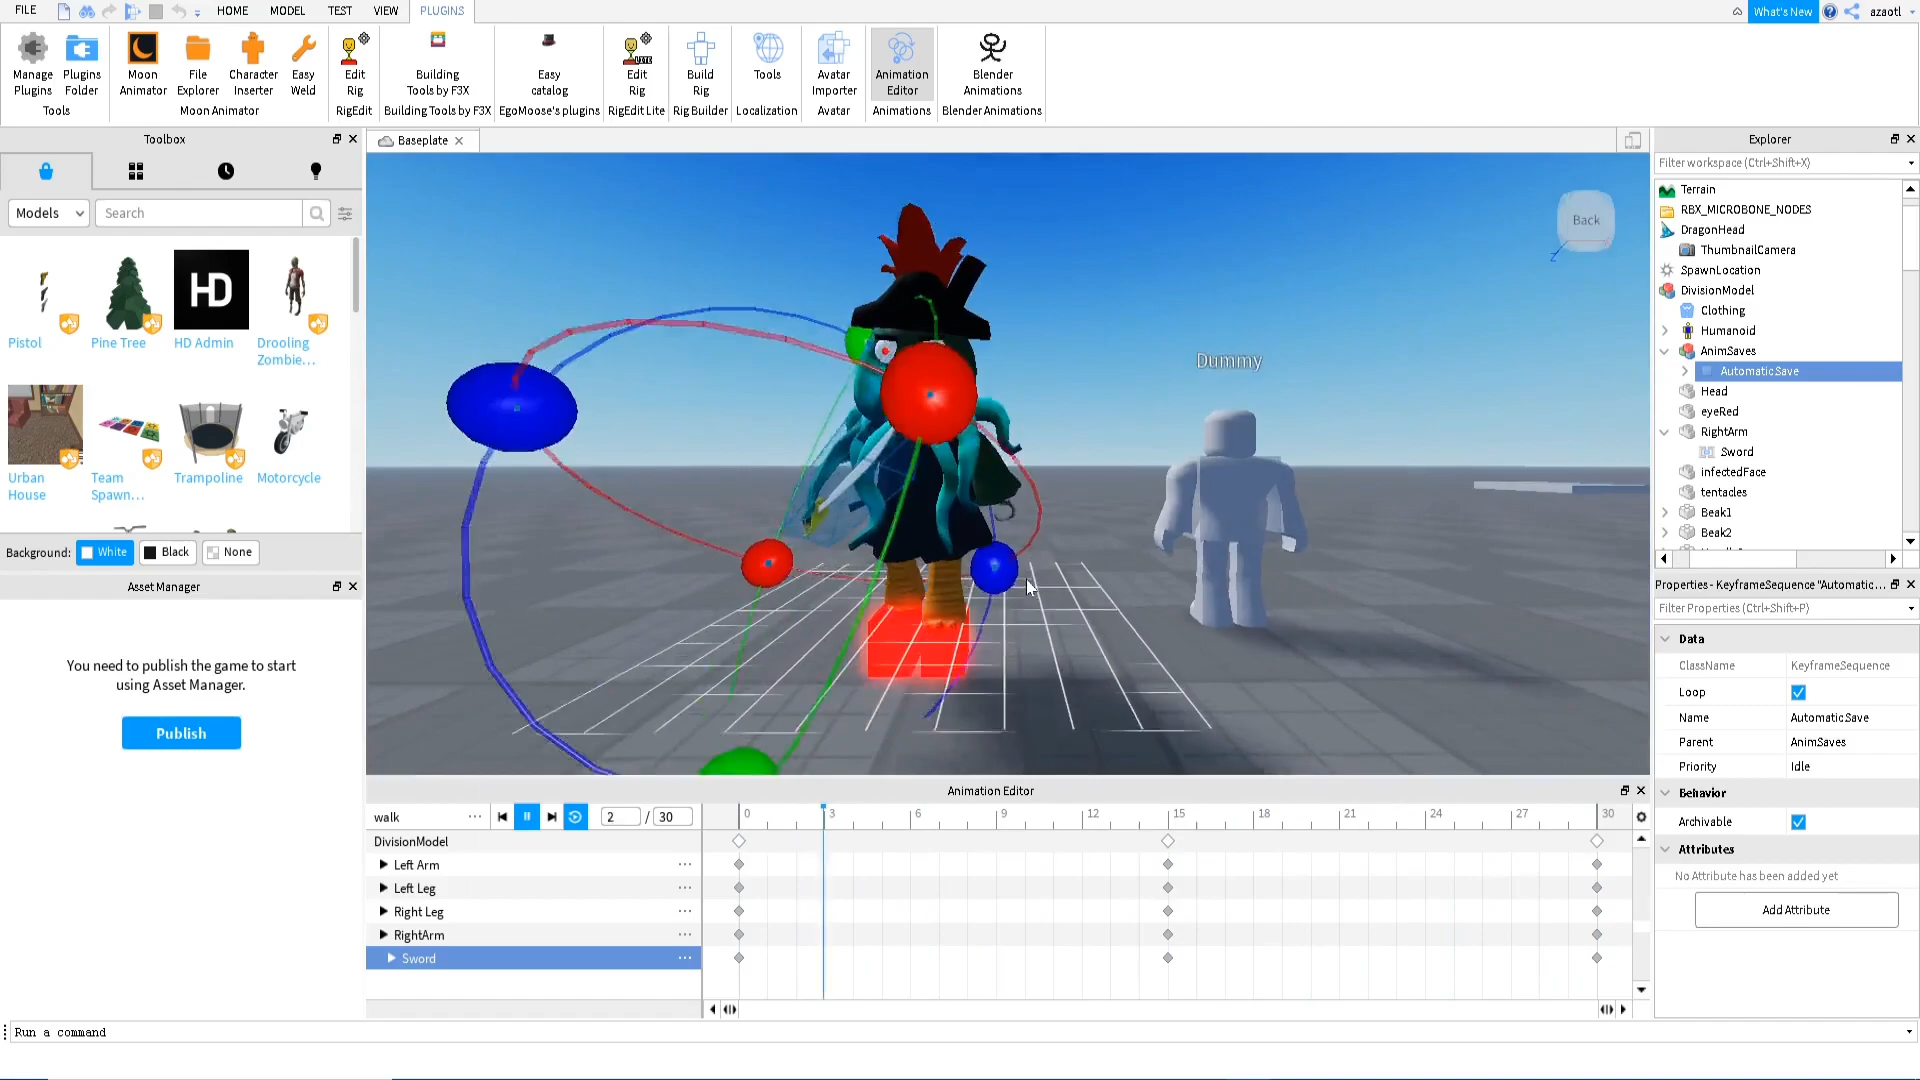 FILE
HOME
MODEL
TEST
VIEW
PLUGINS
What's New
azaotl
Manage Plugins
Plugins Folder
Moon Animator
File Explorer
Character Inserter
Easy Weld
Edit Rig
Building Tools by F3X
Easy catalog
Edit Rig
Build Rig
Tools
Avatar Importer
Animation Editor
Blender Animations
Tools
Moon Animator
RigEdit
Building Tools by F3X
EgoMoose's plugins
RigEdit Lite
Rig Builder
Localization
Avatar
Animations
Blender Animations
Toolbox
Models
Search
HD
Pistol
Pine Tree
HD Admin
Drooling Zombie...
Urban House
Team Spawn...
Trampoline
Motorcycle
Background:
White
Black
None
Asset Manager
You need to publish the game to start
using Asset Manager.
Publish
Baseplate
Back
Z
Dummy
Animation Editor
walk
2 / 30
0 3 6 9 12 15 18 21 24 27 30
DivisionModel
Left Arm
Left Leg
Right Leg
RightArm
Sword
Explorer
Filter workspace (Ctrl+Shift+X)
Terrain
RBX_MICROBONE_NODES
DragonHead
ThumbnailCamera
SpawnLocation
DivisionModel
Clothing
Humanoid
AnimSaves
Automatic Save
Head
eyeRed
RightArm
Sword
infectedFace
tentacles
Beak1
Beak2
Properties - KeyframeSequence "Automatic...
Filter Properties (Ctrl+Shift+P)
Data
ClassName KeyframeSequence
Loop
Name Automatic Save
Parent AnimSaves
Priority Idle
Behavior
Archivable
Attributes
No Attribute has been added yet
Add Attribute
Run a command